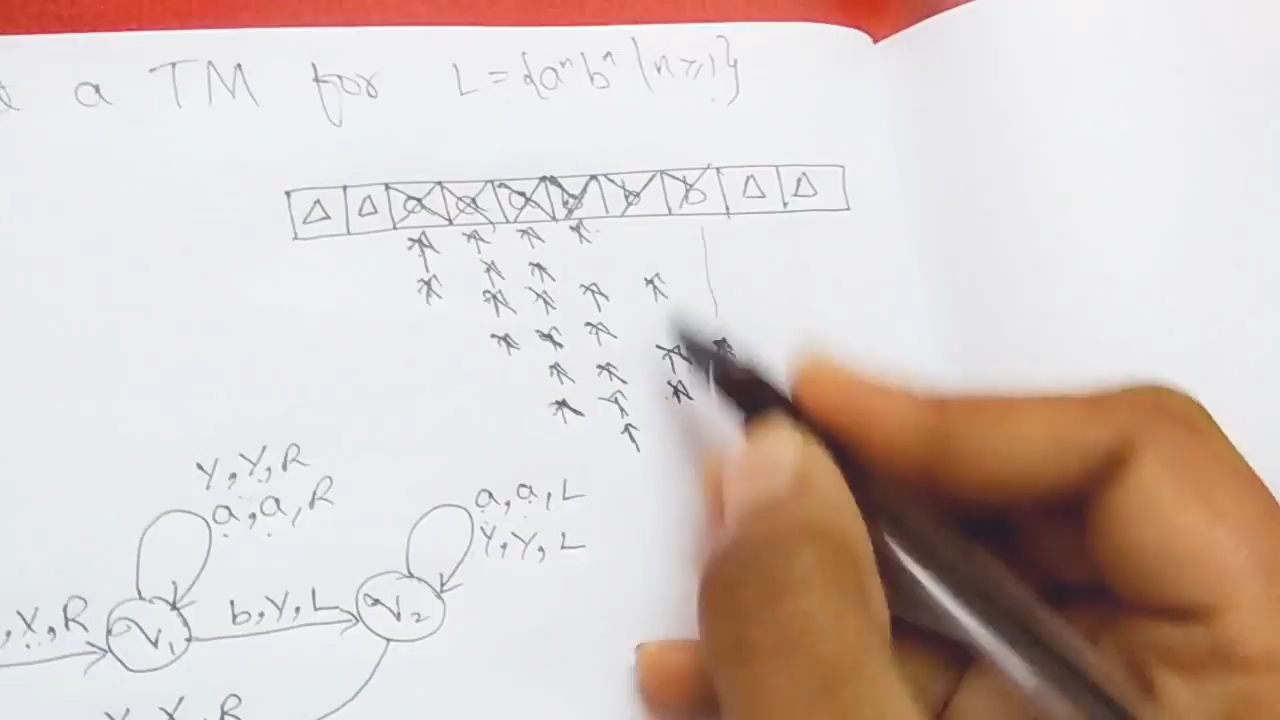 t a TM for L = {aⁿbⁿ | n ≥ 1}
Δ Δ a a a b b b Δ Δ
Y, Y, R
a, a, R
a, a, L
Y, Y, L
, X, R
q₁
b, Y, L
q₂
X, X, R